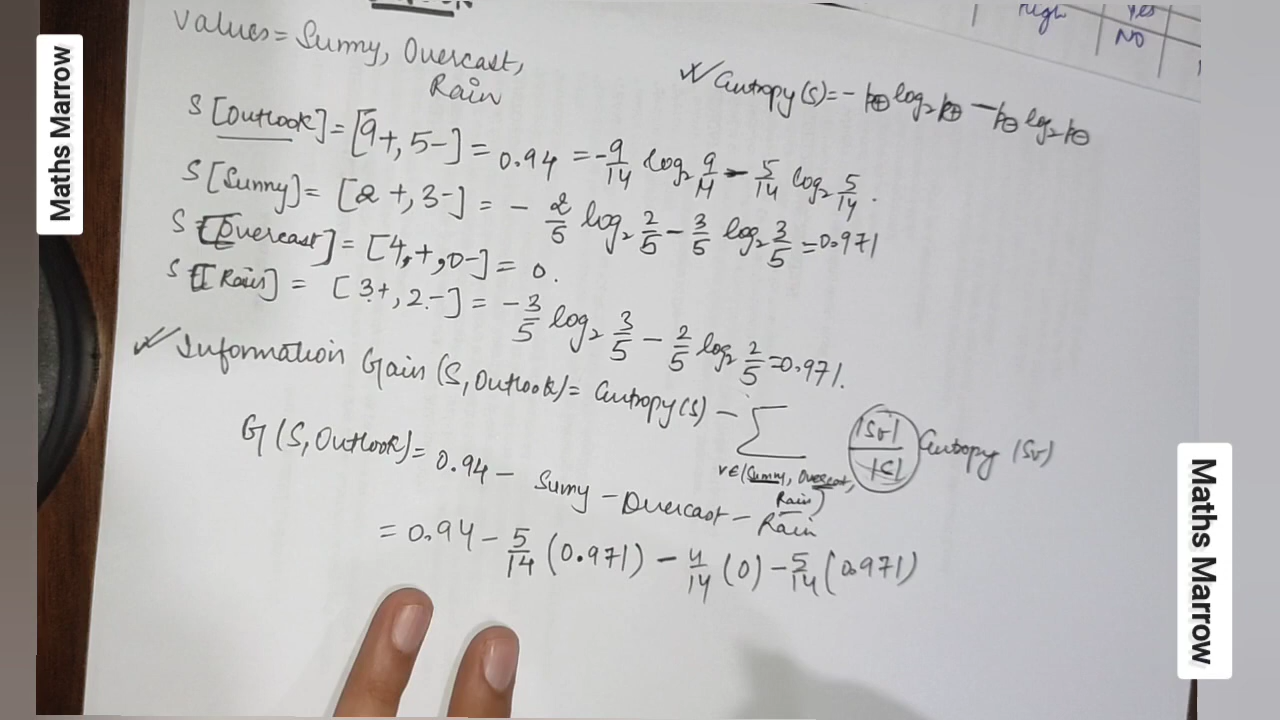 High Yes
NO
Values = Sunny, Overcast,
Rain
Entropy(S) = - p⊕ log₂ p⊕ - p⊖ log₂ p⊖
S [Outlook] = [9+, 5-] = 0.94 = -9/14 log₂ 9/14 - 5/14 log₂ 5/14.
S [Sunny] = [2+, 3-] = - 2/5 log₂ 2/5 - 3/5 log₂ 3/5 = 0.971
S [Overcast] = [4,+,0-] = 0.
S [Rain] = [3+, 2-] = -3/5 log₂ 3/5 - 2/5 log₂ 2/5 = 0.971.
Information Gain (S, Outlook) = Entropy(S) - ∑ |Sv|/|S| Entropy (Sv)
v∈(Sunny, Overcast,
Rain)
G (S, Outlook) = 0.94 - Sunny - Overcast - Rain
= 0.94 - 5/14 (0.971) - 4/14 (0) - 5/14 (0.971)
Maths Marrow
Maths Marrow